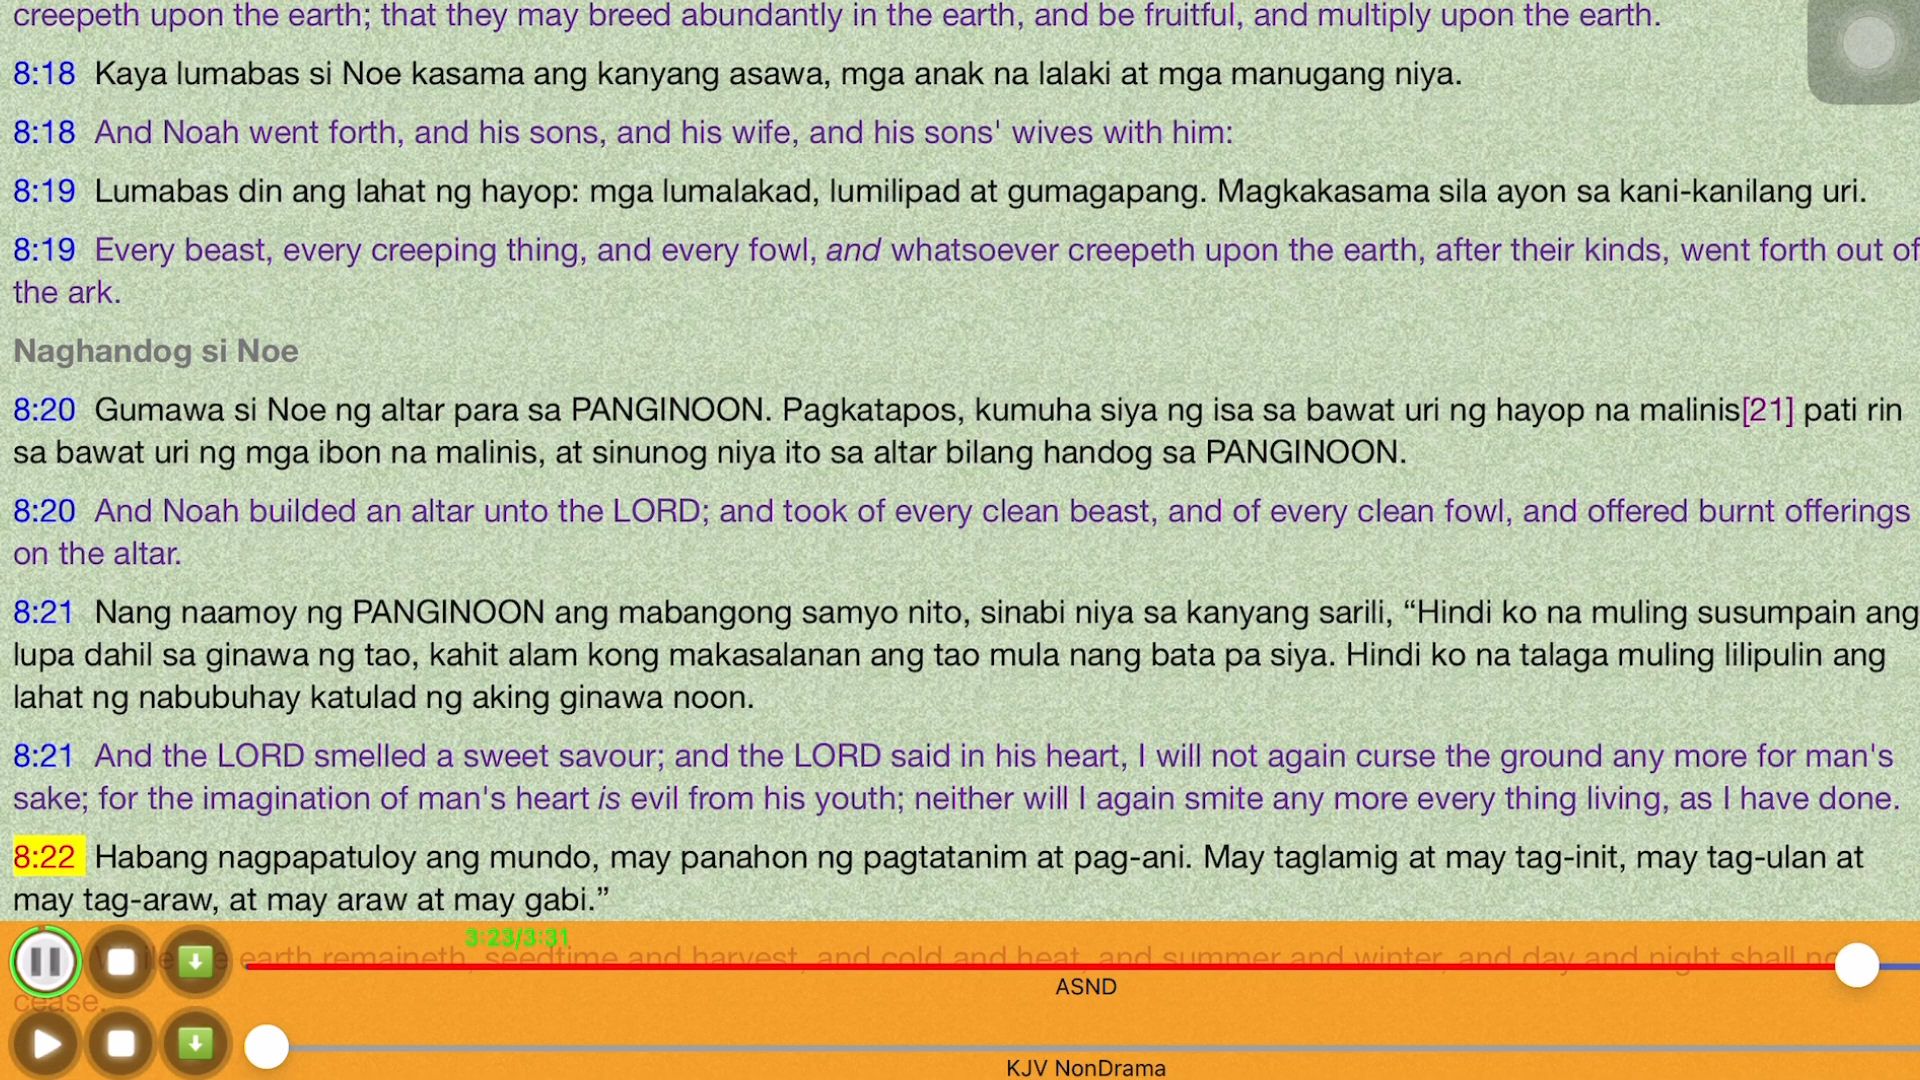 creepeth upon the earth; that they may breed abundantly in the earth, and be fruitful, and multiply upon the earth.
8:18 Kaya lumabas si Noe kasama ang kanyang asawa, mga anak na lalaki at mga manugang niya.
8:18 And Noah went forth, and his sons, and his wife, and his sons' wives with him:
8:19 Lumabas din ang lahat ng hayop: mga lumalakad, lumilipad at gumagapang. Magkakasama sila ayon sa kani-kanilang uri.
8:19 Every beast, every creeping thing, and every fowl, and whatsoever creepeth upon the earth, after their kinds, went forth out of
the ark.
Naghandog si Noe
8:20 Gumawa si Noe ng altar para sa PANGINOON. Pagkatapos, kumuha siya ng isa sa bawat uri ng hayop na malinis[21] pati rin
sa bawat uri ng mga ibon na malinis, at sinunog niya ito sa altar bilang handog sa PANGINOON.
8:20 And Noah builded an altar unto the LORD; and took of every clean beast, and of every clean fowl, and offered burnt offerings
on the altar.
8:21 Nang naamoy ng PANGINOON ang mabangong samyo nito, sinabi niya sa kanyang sarili, “Hindi ko na muling susumpain ang
lupa dahil sa ginawa ng tao, kahit alam kong makasalanan ang tao mula nang bata pa siya. Hindi ko na talaga muling lilipulin ang
lahat ng nabubuhay katulad ng aking ginawa noon.
8:21 And the LORD smelled a sweet savour; and the LORD said in his heart, I will not again curse the ground any more for man's
sake; for the imagination of man's heart is evil from his youth; neither will I again smite any more every thing living, as I have done.
8:22 Habang nagpapatuloy ang mundo, may panahon ng pagtatanim at pag-ani. May taglamig at may tag-init, may tag-ulan at
may tag-araw, at may araw at may gabi.”
3:23/3:31
earth remaineth, seedtime and harvest, and cold and heat, and summer and winter, and day and night shall
cease.
ASND
KJV NonDrama